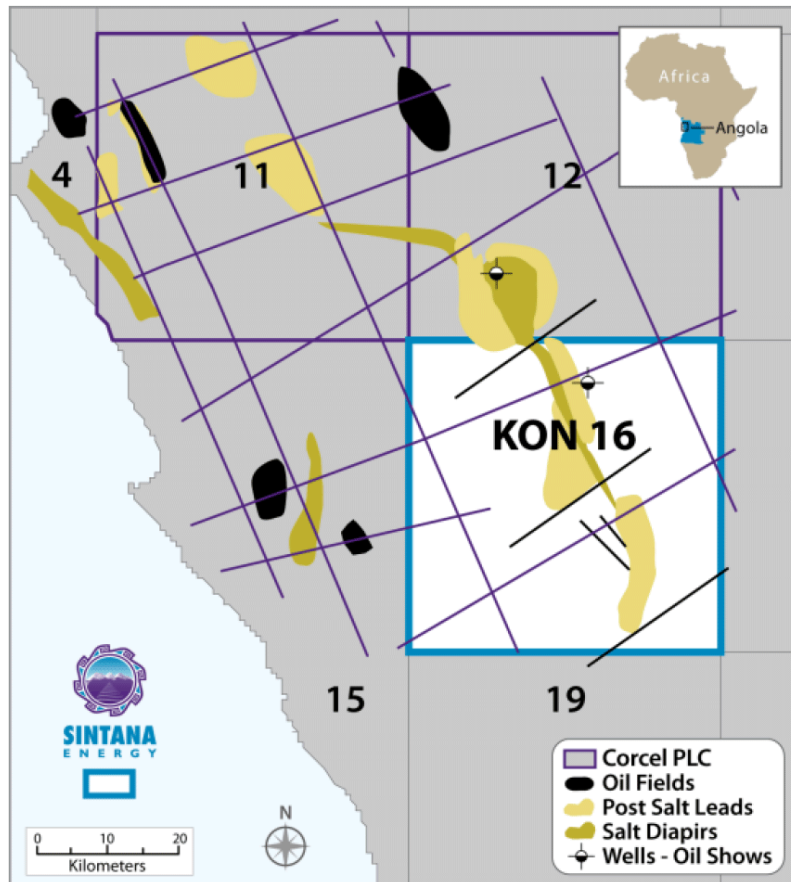 Africa
Angola
4
11
12
KON 16
15
19
SINTANA
ENERGY
N
0 10 20
Kilometers
Corcel PLC
Oil Fields
Post Salt Leads
Salt Diapirs
Wells - Oil Shows